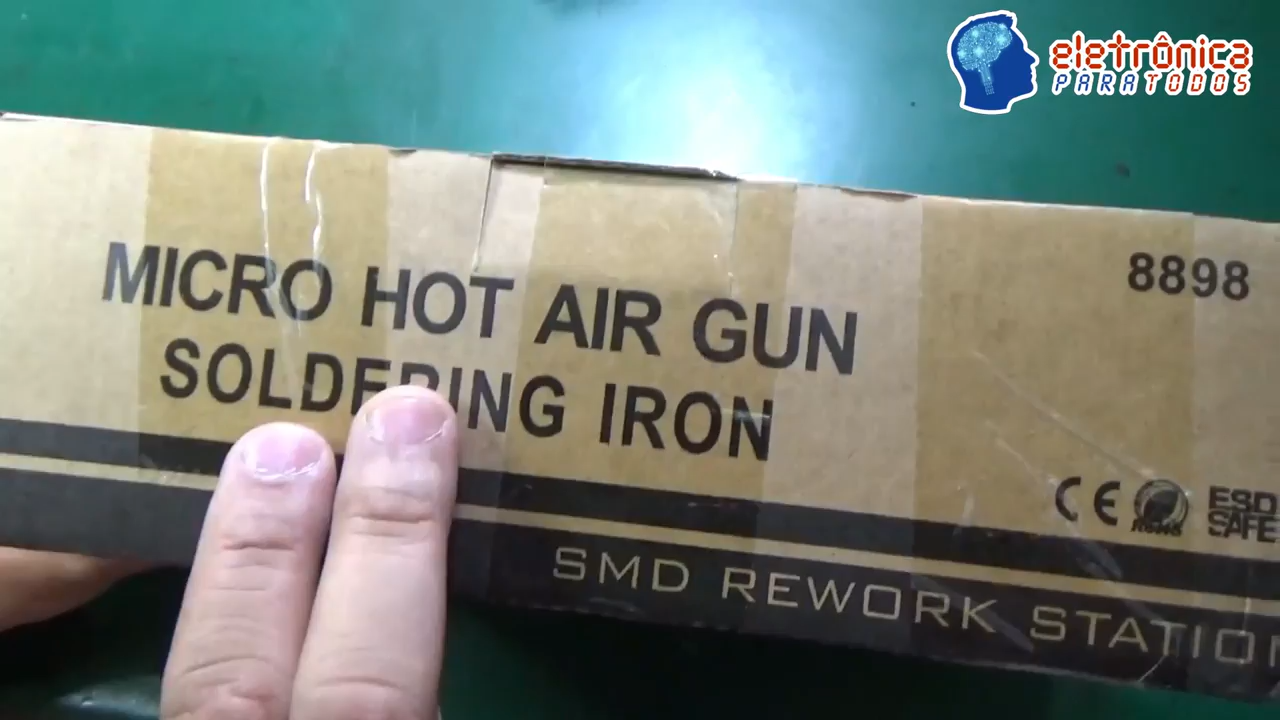 eletrônica
PARATODOS
8898
MICRO HOT AIR GUN
SOLDERING IRON
CE RoHS ESD
SAFE
SMD REWORK STATION